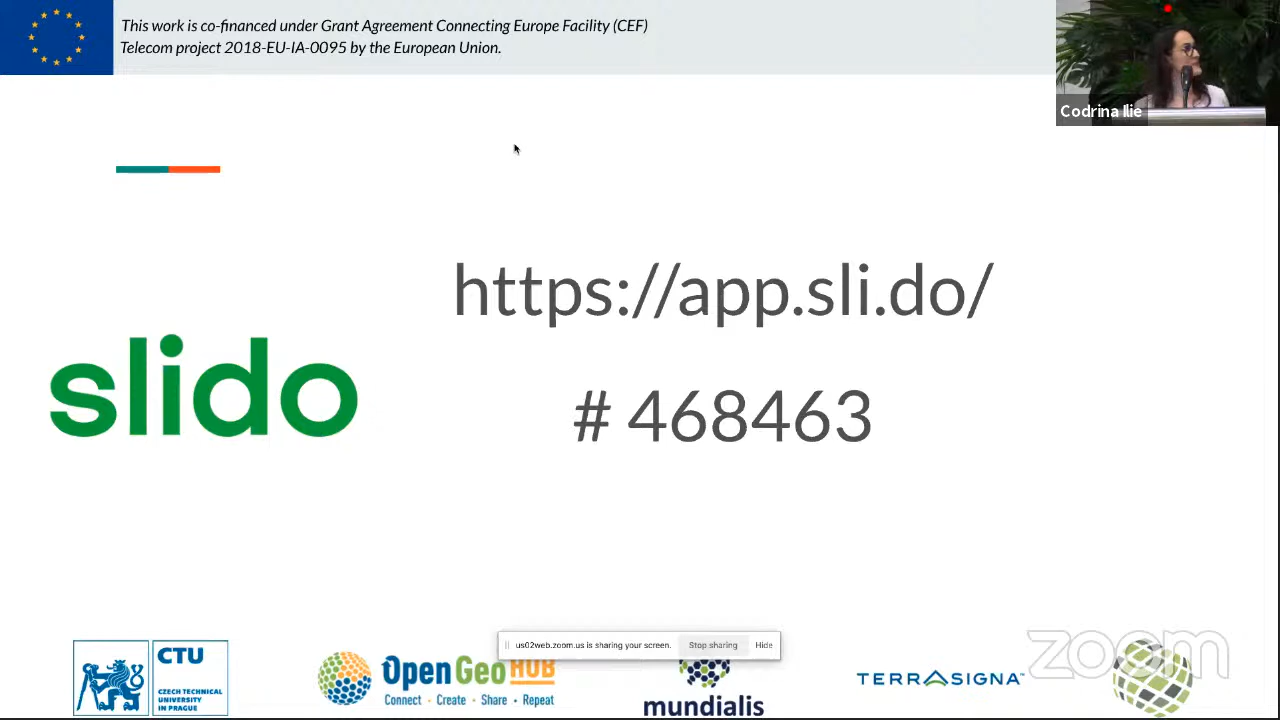 This work is co-financed under Grant Agreement Connecting Europe Facility (CEF)
Telecom project 2018-EU-IA-0095 by the European Union.
Codrina Ilie
https://app.sli.do/
slido
# 468463
us02web.zoom.us is sharing your screen.
Stop sharing
Hide
CTU
CZECH TECHNICAL
UNIVERSITY
IN PRAGUE
OpenGeoHUB
Connect · Create · Share · Repeat
mundialis
TERRASIGNA™
zoom